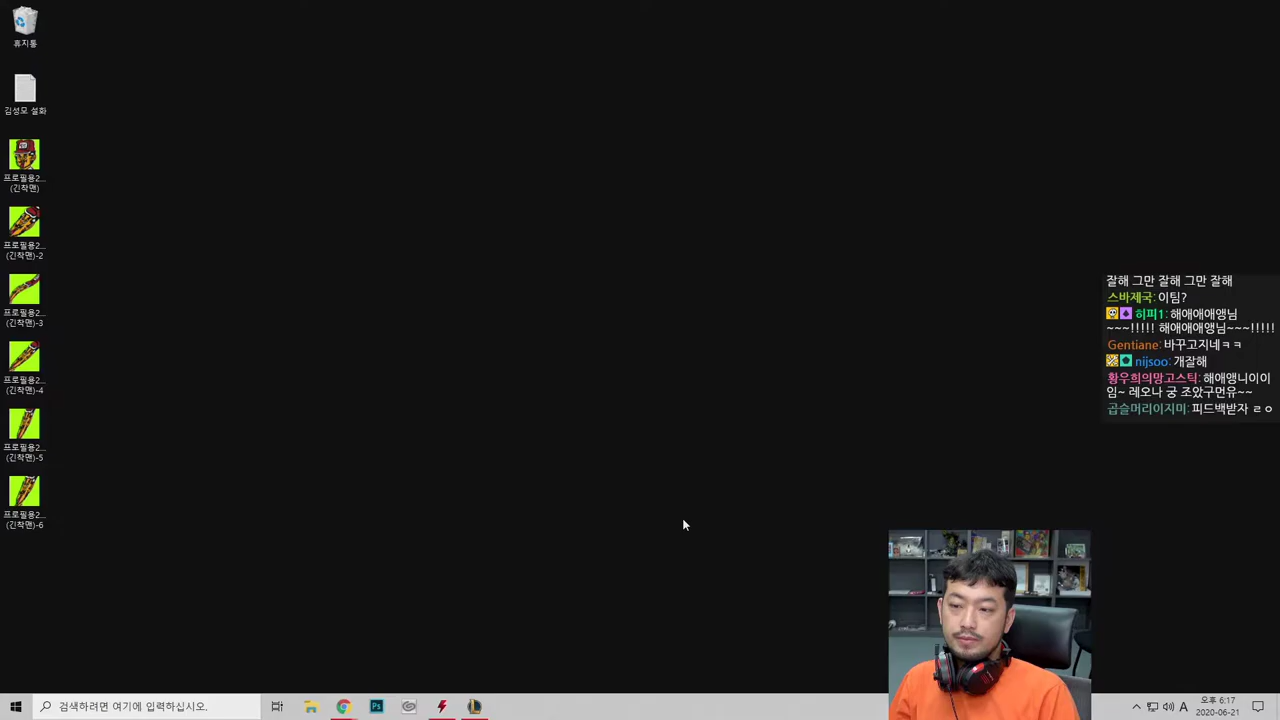 휴지통
김성모 설화
프로필용2...
(긴착맨)
프로필용2...
(긴착맨)-2
프로필용2...
(긴착맨)-3
프로필용2...
(긴착맨)-4
프로필용2...
(긴착맨)-5
프로필용2...
(긴착맨)-6
잘해 그만 잘해 그만 잘해
스바제국: 이팀?
히피1: 해애애애앵님
~~~!!!!! 해애애애앵님~~~!!!!!
Gentiane: 바꾸고지네ㅋㅋ
nijsoo: 개잘해
황우희의망고스틱: 해애앵니이이
임~ 레오나 궁 조았구먼유~~
곱슬머리이지미: 피드백받자 ㄹㅇ
검색하려면 여기에 입력하십시오.
Ps
A
오후 6:17
2020-06-21